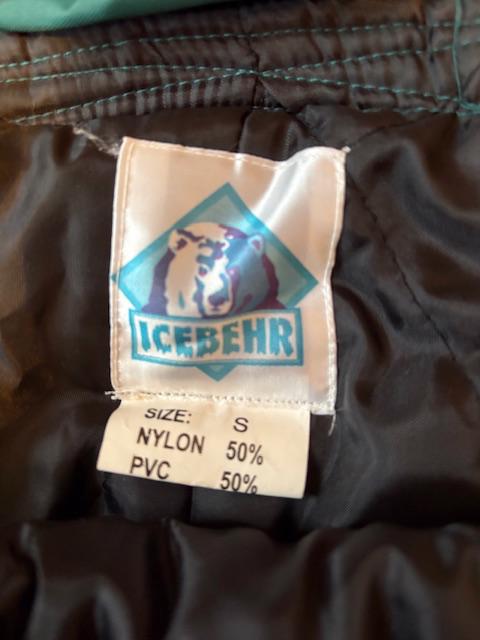 ICEBEHR
SIZE: S
NYLON 50%
PVC 50%